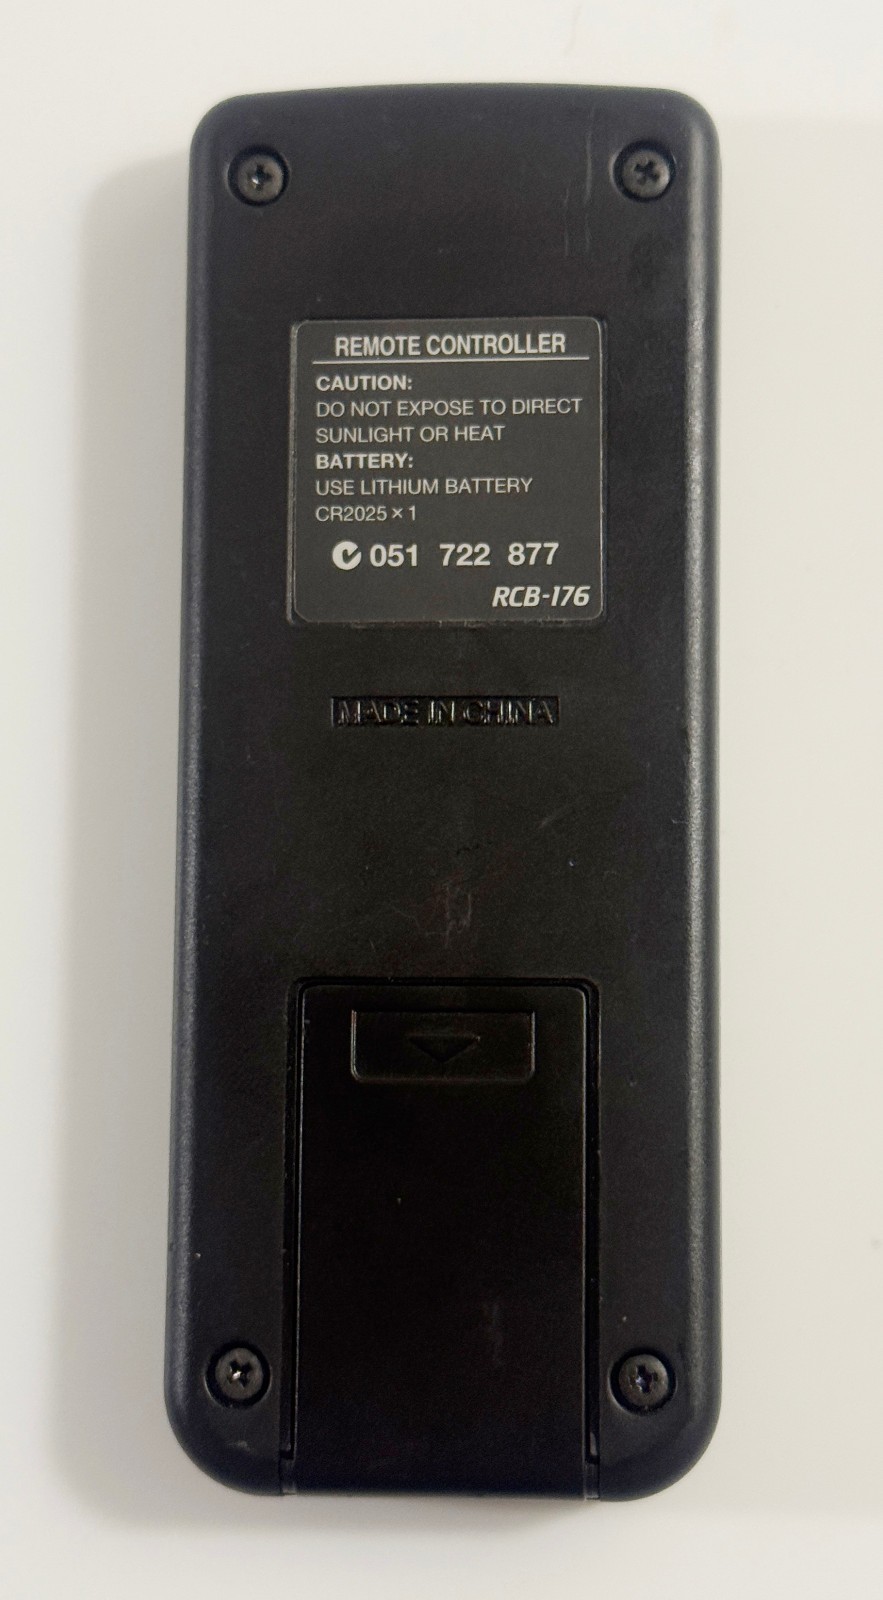 REMOTE CONTROLLER
CAUTION:
DO NOT EXPOSE TO DIRECT
SUNLIGHT OR HEAT
BATTERY:
USE LITHIUM BATTERY
CR2025 × 1
051 722 877
RCB-176
MADE IN CHINA